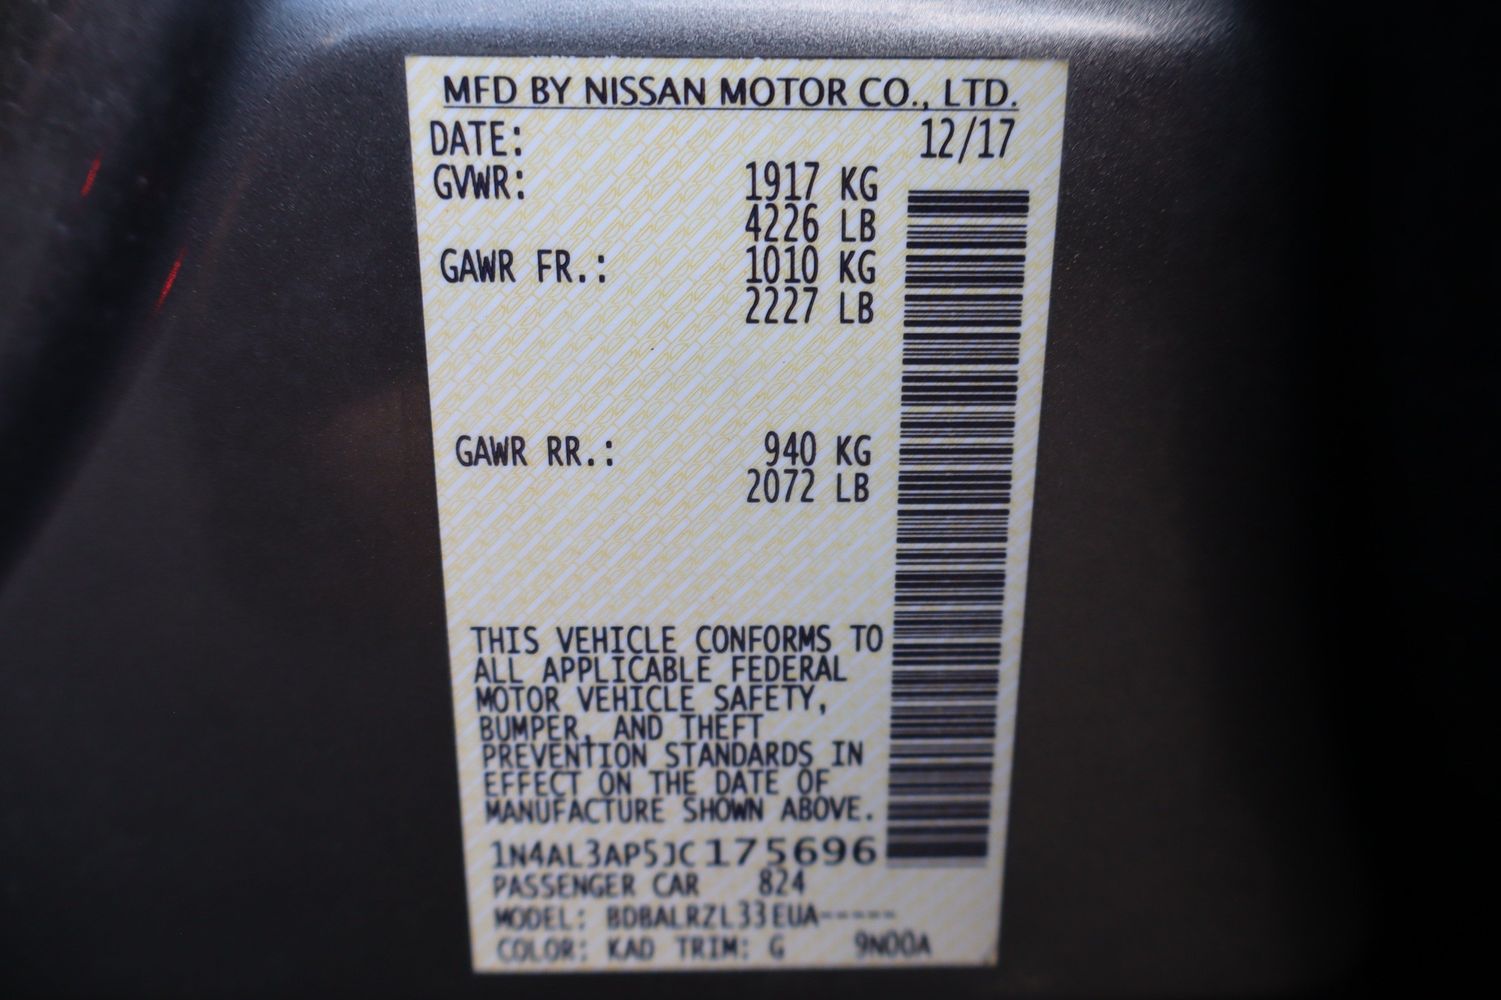 MFD BY NISSAN MOTOR CO., LTD.
DATE: 12/17
GVWR: 1917 KG
4226 LB
GAWR FR.: 1010 KG
2227 LB
GAWR RR.: 940 KG
2072 LB
THIS VEHICLE CONFORMS TO
ALL APPLICABLE FEDERAL
MOTOR VEHICLE SAFETY,
BUMPER, AND THEFT
PREVENTION STANDARDS IN
EFFECT ON THE DATE OF
MANUFACTURE SHOWN ABOVE.
1N4AL3AP5JC175696
PASSENGER CAR 824
MODEL: BDBALRZL33EUA-----
COLOR: KAD TRIM: G 9N00A